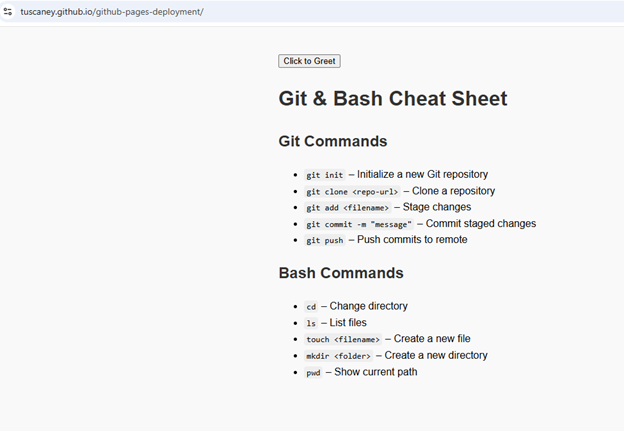 tuscaney.github.io/github-pages-deployment/
Click to Greet
Git & Bash Cheat Sheet
Git Commands
git init – Initialize a new Git repository
git clone <repo-url> – Clone a repository
git add <filename> – Stage changes
git commit -m "message" – Commit staged changes
git push – Push commits to remote
Bash Commands
cd – Change directory
ls – List files
touch <filename> – Create a new file
mkdir <folder> – Create a new directory
pwd – Show current path